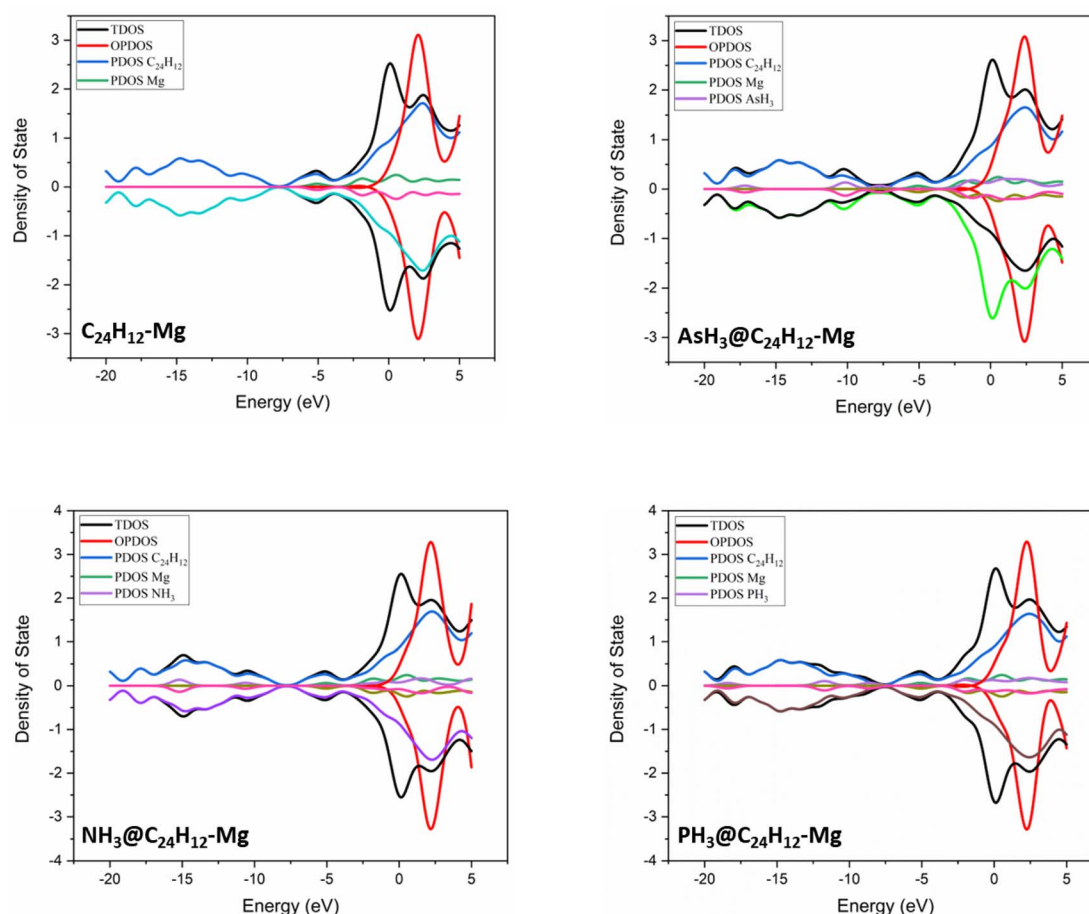 TDOS
OPDOS
PDOS C₂₄H₁₂
PDOS Mg
3
2
1
0
-1
-2
-3
Density of State
C₂₄H₁₂-Mg
-20 -15 -10 -5 0 5
Energy (eV)
TDOS
OPDOS
PDOS C₂₄H₁₂
PDOS Mg
PDOS AsH₃
3
2
1
0
-1
-2
-3
Density of State
AsH₃@C₂₄H₁₂-Mg
-20 -15 -10 -5 0 5
Energy (eV)
TDOS
OPDOS
PDOS C₂₄H₁₂
PDOS Mg
PDOS NH₃
4
3
2
1
0
-1
-2
-3
-4
Density of State
NH₃@C₂₄H₁₂-Mg
-20 -15 -10 -5 0 5
Energy (eV)
TDOS
OPDOS
PDOS C₂₄H₁₂
PDOS Mg
PDOS PH₃
4
3
2
1
0
-1
-2
-3
-4
Density of State
PH₃@C₂₄H₁₂-Mg
-20 -15 -10 -5 0 5
Energy (eV)